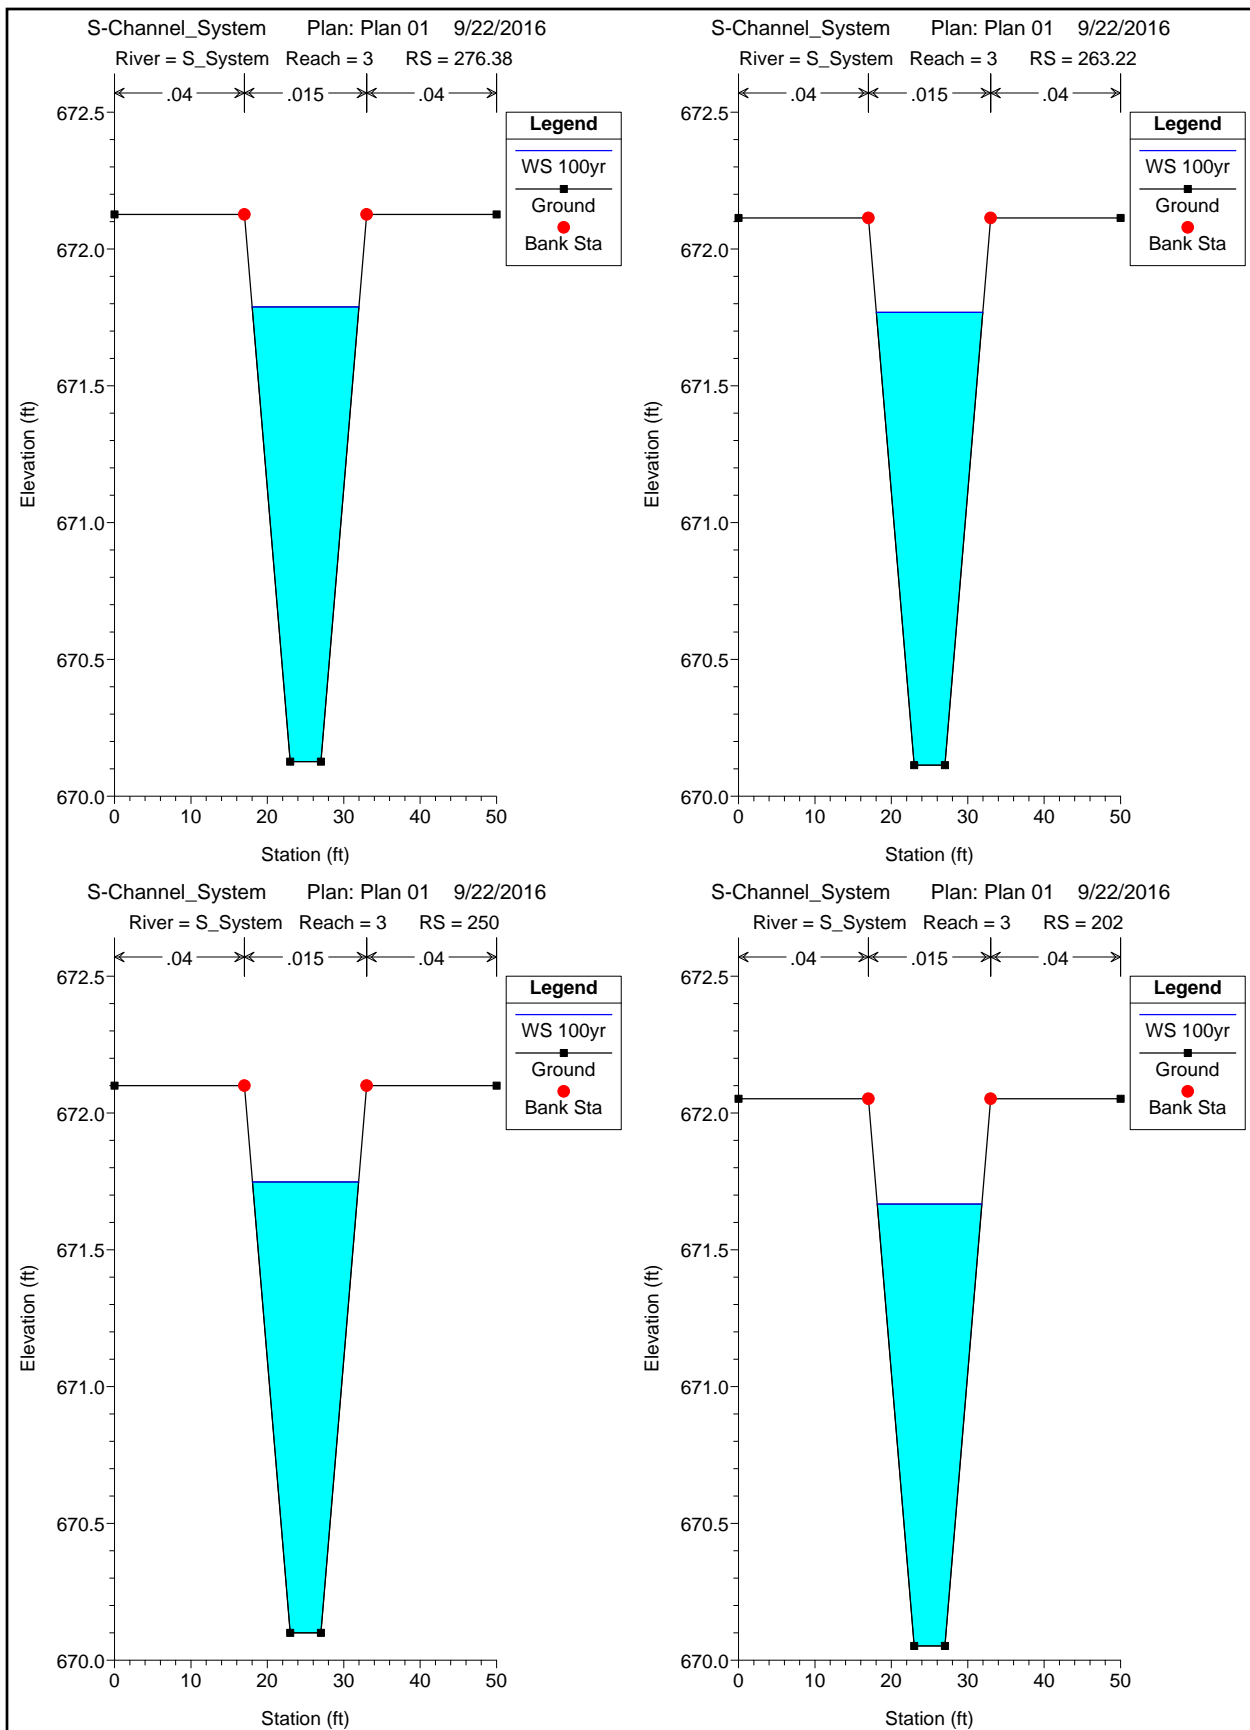 S-Channel_System Plan: Plan 01 9/22/2016
River = S_System Reach = 3 RS = 276.38
.04 .015 .04
672.5
672.0
671.5
671.0
670.5
670.0
Elevation (ft)
0 10 20 30 40 50
Station (ft)
Legend
WS 100yr
Ground
Bank Sta
S-Channel_System Plan: Plan 01 9/22/2016
River = S_System Reach = 3 RS = 263.22
.04 .015 .04
672.5
672.0
671.5
671.0
670.5
670.0
Elevation (ft)
0 10 20 30 40 50
Station (ft)
Legend
WS 100yr
Ground
Bank Sta
S-Channel_System Plan: Plan 01 9/22/2016
River = S_System Reach = 3 RS = 250
.04 .015 .04
672.5
672.0
671.5
671.0
670.5
670.0
Elevation (ft)
0 10 20 30 40 50
Station (ft)
Legend
WS 100yr
Ground
Bank Sta
S-Channel_System Plan: Plan 01 9/22/2016
River = S_System Reach = 3 RS = 202
.04 .015 .04
672.5
672.0
671.5
671.0
670.5
670.0
Elevation (ft)
0 10 20 30 40 50
Station (ft)
Legend
WS 100yr
Ground
Bank Sta